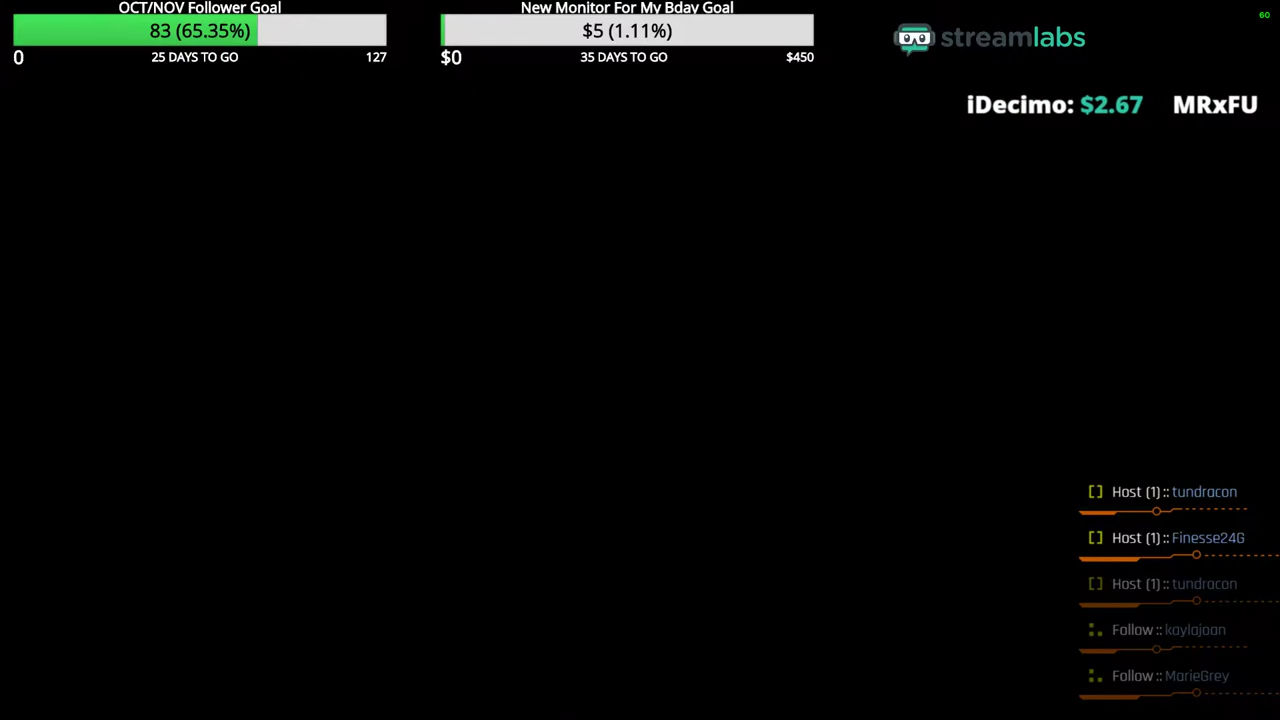 OCT/NOV Follower Goal
83 (65.35%)
0
25 DAYS TO GO
127
New Monitor For My Bday Goal
$5 (1.11%)
$0
35 DAYS TO GO
$450
streamlabs
60
iDecimo: $2.67 MRxFU
Host (1) :: tundracon
Host (1) :: Finesse24G
Host (1) :: tundracon
Follow :: kaylajoan
Follow :: MarieGrey